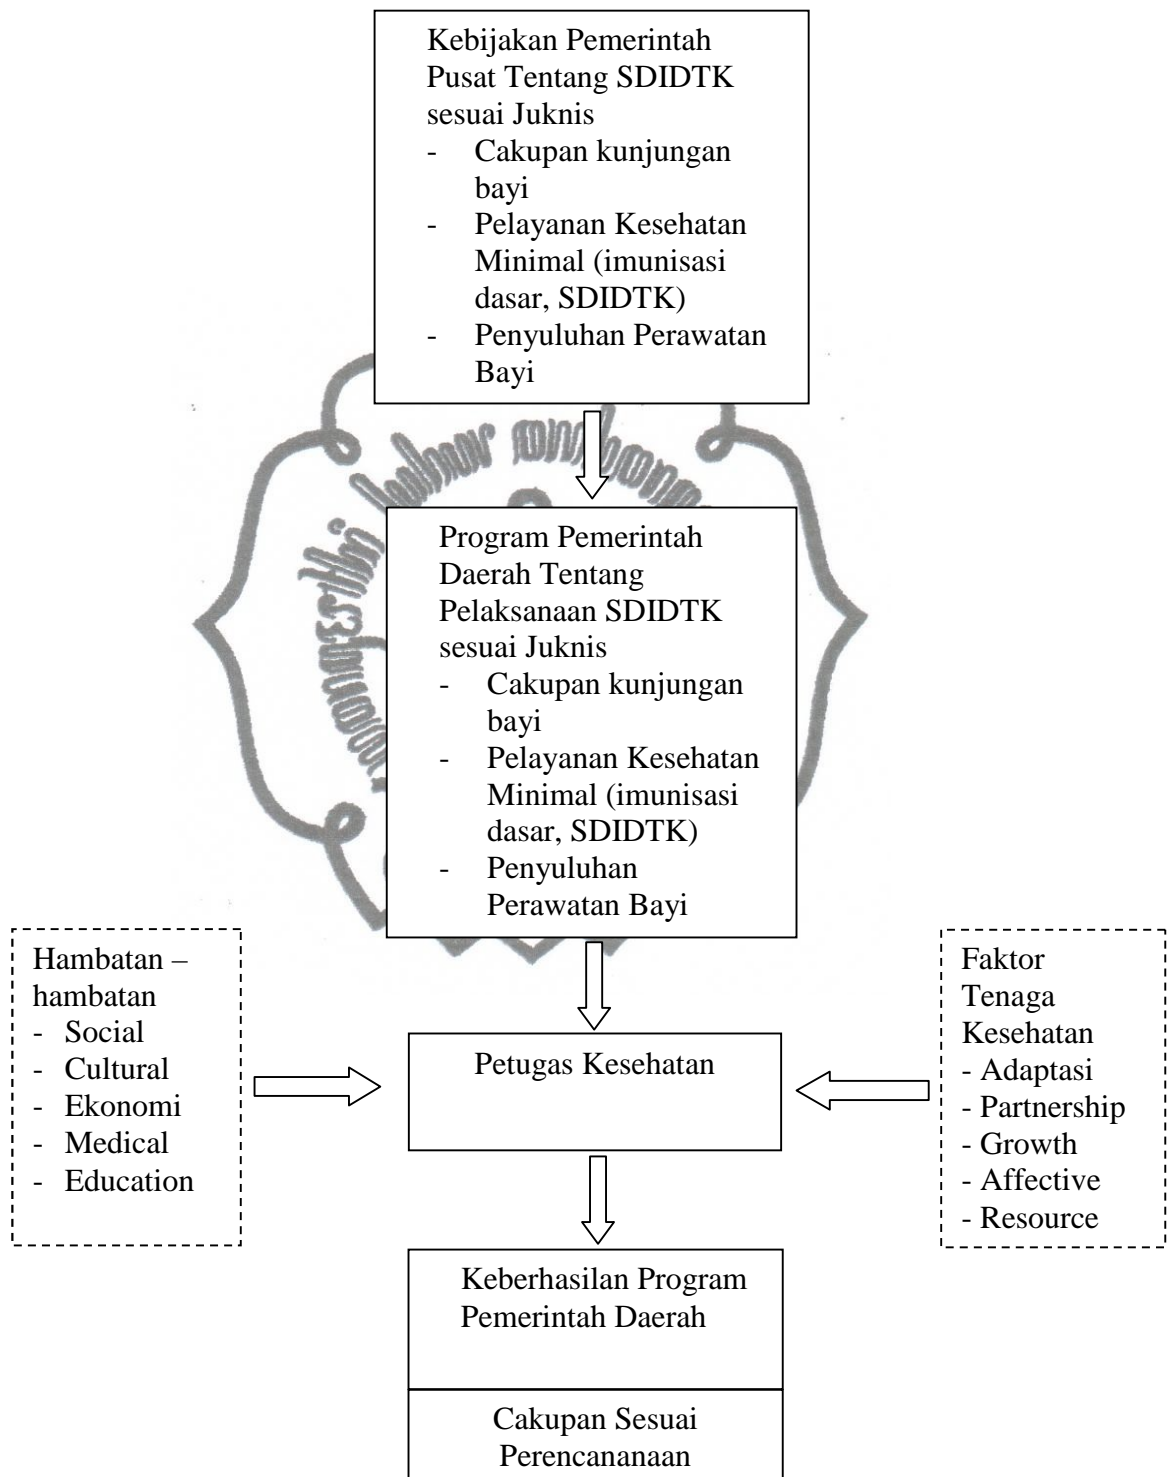 Kebijakan Pemerintah
Pusat Tentang SDIDTK
sesuai Juknis
- Cakupan kunjungan
bayi
- Pelayanan Kesehatan
Minimal (imunisasi
dasar, SDIDTK)
- Penyuluhan Perawatan
Bayi
Program Pemerintah
Daerah Tentang
Pelaksanaan SDIDTK
sesuai Juknis
- Cakupan kunjungan
bayi
- Pelayanan Kesehatan
Minimal (imunisasi
dasar, SDIDTK)
- Penyuluhan
Perawatan Bayi
Hambatan –
hambatan
- Social
- Cultural
- Ekonomi
- Medical
- Education
Petugas Kesehatan
Faktor
Tenaga
Kesehatan
- Adaptasi
- Partnership
- Growth
- Affective
- Resource
Keberhasilan Program
Pemerintah Daerah
Cakupan Sesuai
Perencananaan